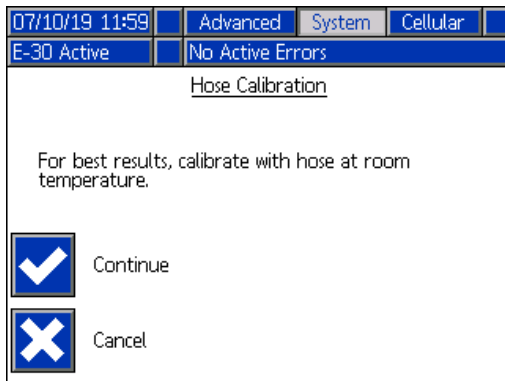 07/10/19 11:59 Advanced System Cellular
E-30 Active No Active Errors
Hose Calibration
For best results, calibrate with hose at room
temperature.
Continue
Cancel